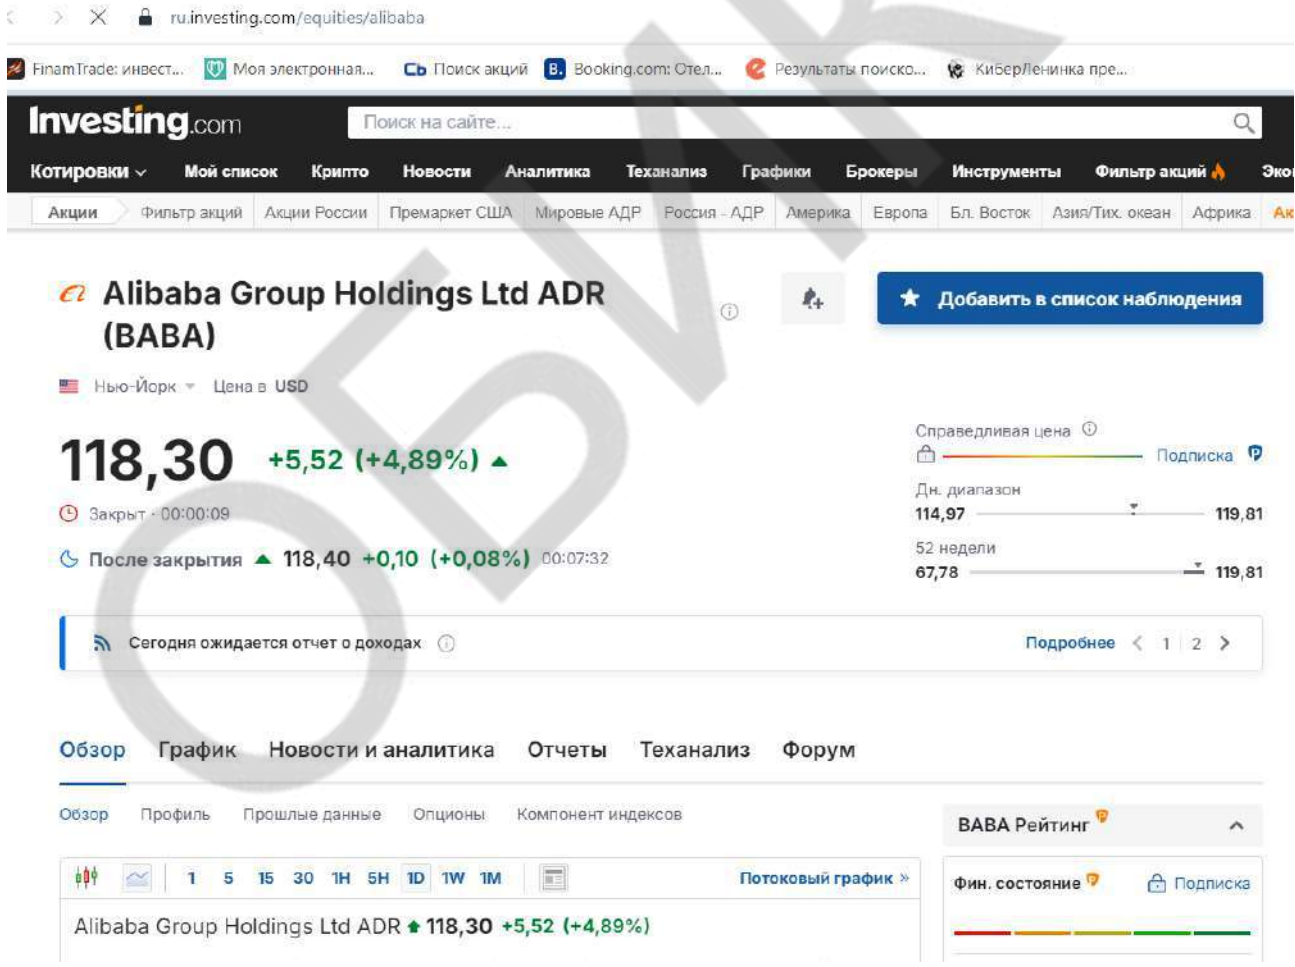 ru.investing.com/equities/alibaba
FinamTrade: инвест... Моя электронная... Сь Поиск акций B. Booking.com: Отел... Результаты поиско... КиберЛенинка пре...
Investing.com Поиск на сайте...
Котировки Мой список Крипто Новости Аналитика Теханализ Графики Брокеры Инструменты Фильтр акций Эко
Акции Фильтр акций Акции России Премаркет США Мировые АДР Россия - АДР Америка Европа Бл. Восток Азия/Тих. океан Африка Ак
Alibaba Group Holdings Ltd ADR
(BABA)
Добавить в список наблюдения
Нью-Йорк Цена в USD
118,30 +5,52 (+4,89%)
Закрыт · 00:00:09
После закрытия 118,40 +0,10 (+0,08%) 00:07:32
Справедливая цена
Подписка
Дн. диапазон
114,97 119,81
52 недели
67,78 119,81
Сегодня ожидается отчет о доходах Подробнее 1 2
Обзор График Новости и аналитика Отчеты Теханализ Форум
Обзор Профиль Прошлые данные Опционы Компонент индексов
BABA Рейтинг
1 5 15 30 1H 5H 1D 1W 1M Потоковый график »
Фин. состояние Подписка
Alibaba Group Holdings Ltd ADR 118,30 +5,52 (+4,89%)
ОБИК